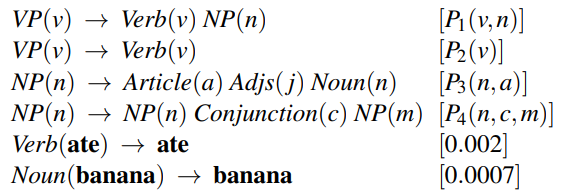 VP(v) → Verb(v) NP(n) [P₁(v,n)]
VP(v) → Verb(v) [P₂(v)]
NP(n) → Article(a) Adjs(j) Noun(n) [P₃(n,a)]
NP(n) → NP(n) Conjunction(c) NP(m) [P₄(n,c,m)]
Verb(ate) → ate [0.002]
Noun(banana) → banana [0.0007]